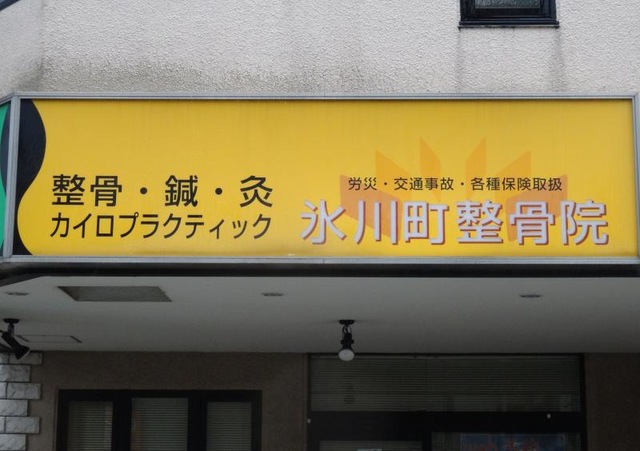 整骨・鍼・灸
カイロプラクティック
労災・交通事故・各種保険取扱
氷川町整骨院